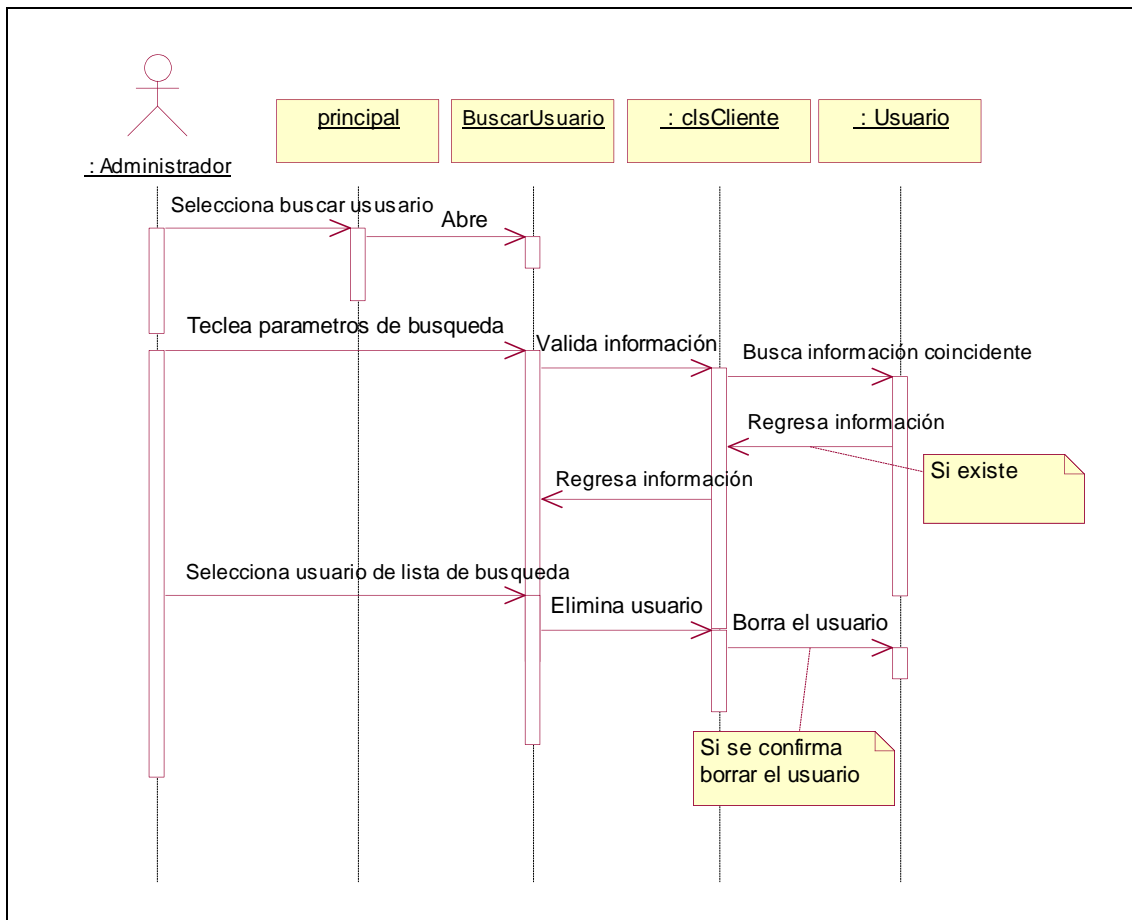 principal
BuscarUsuario
: clsCliente
: Usuario
: Administrador
Selecciona buscar ususario
Abre
Teclea parametros de busqueda
Valida información
Busca información coincidente
Regresa información
Si existe
Regresa información
Selecciona usuario de lista de busqueda
Elimina usuario
Borra el usuario
Si se confirma
borrar el usuario